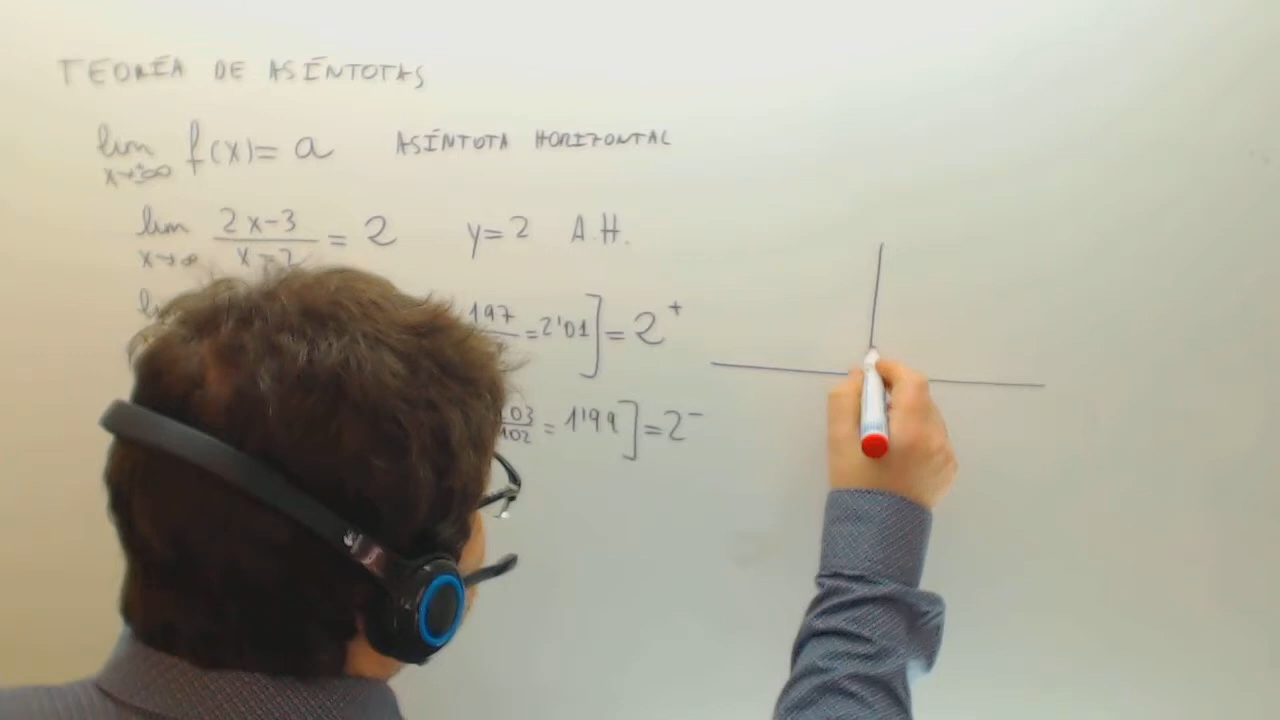 TEORÍA DE ASÍNTOTAS
lim x→±∞ f(x)= a ASÍNTOTA HORIZONTAL
lim x→∞ 2x-3 / x-2 = 2 y=2 A.H.
197 = 2'01] = 2⁺
103 / 102 = 1'99] = 2⁻